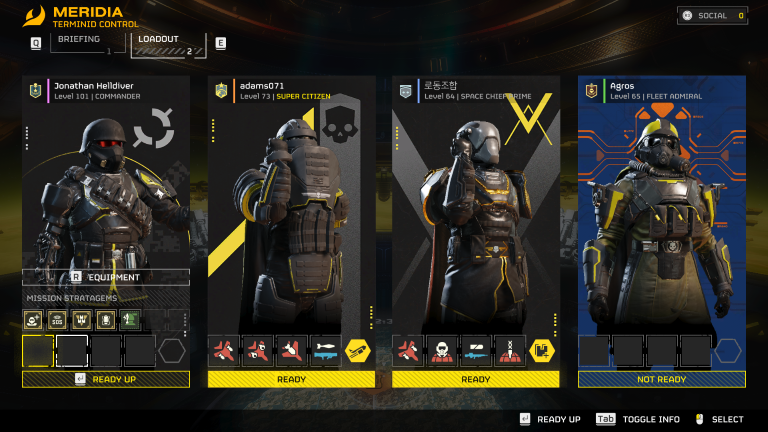 MERIDIA
TERMINID CONTROL
SOCIAL 0
Q BRIEFING 1 LOADOUT 2 E
Jonathan Helldiver
Level 101 | COMMANDER
adams071
Level 73 | SUPER CITIZEN
로동조합
Level 64 | SPACE CHIEF PRIME
Agros
Level 65 | FLEET ADMIRAL
R EQUIPMENT
MISSION STRATAGEMS
SOS
READY UP
READY
READY
NOT READY
READY UP Tab TOGGLE INFO SELECT